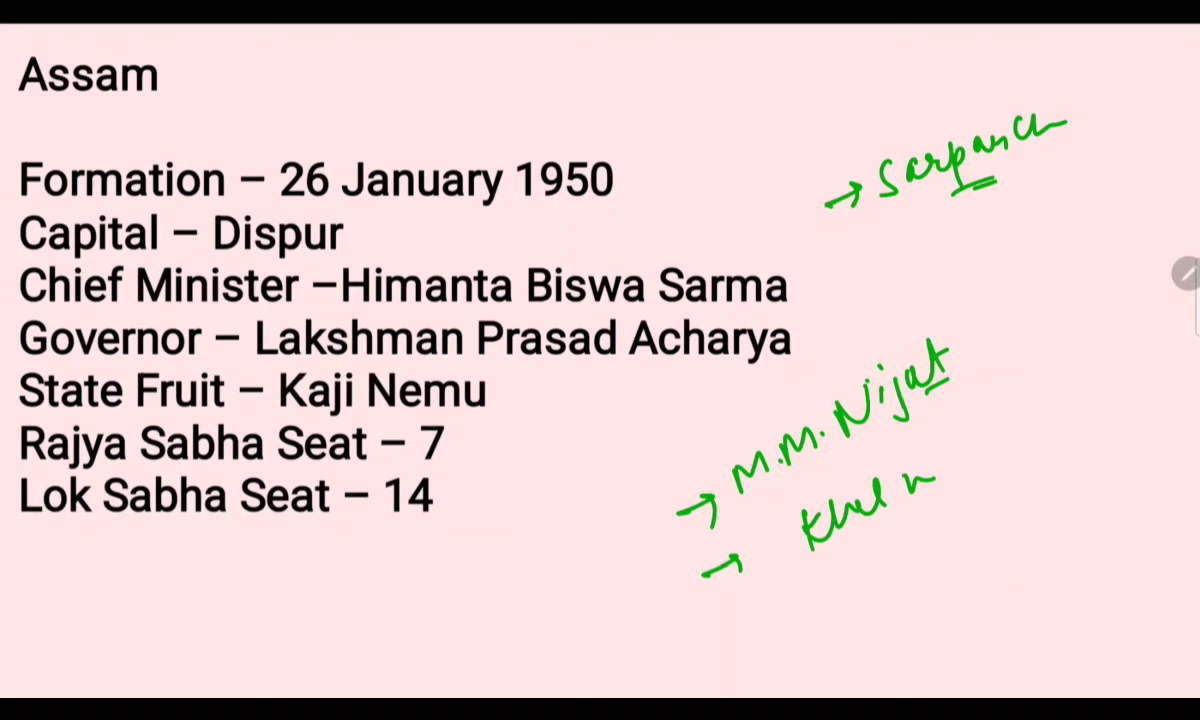 Assam
Formation – 26 January 1950
Capital – Dispur
Chief Minister –Himanta Biswa Sarma
Governor – Lakshman Prasad Acharya
State Fruit – Kaji Nemu
Rajya Sabha Seat – 7
Lok Sabha Seat – 14
→ Sarpanch
→ M.M. Nijat
→ Khel